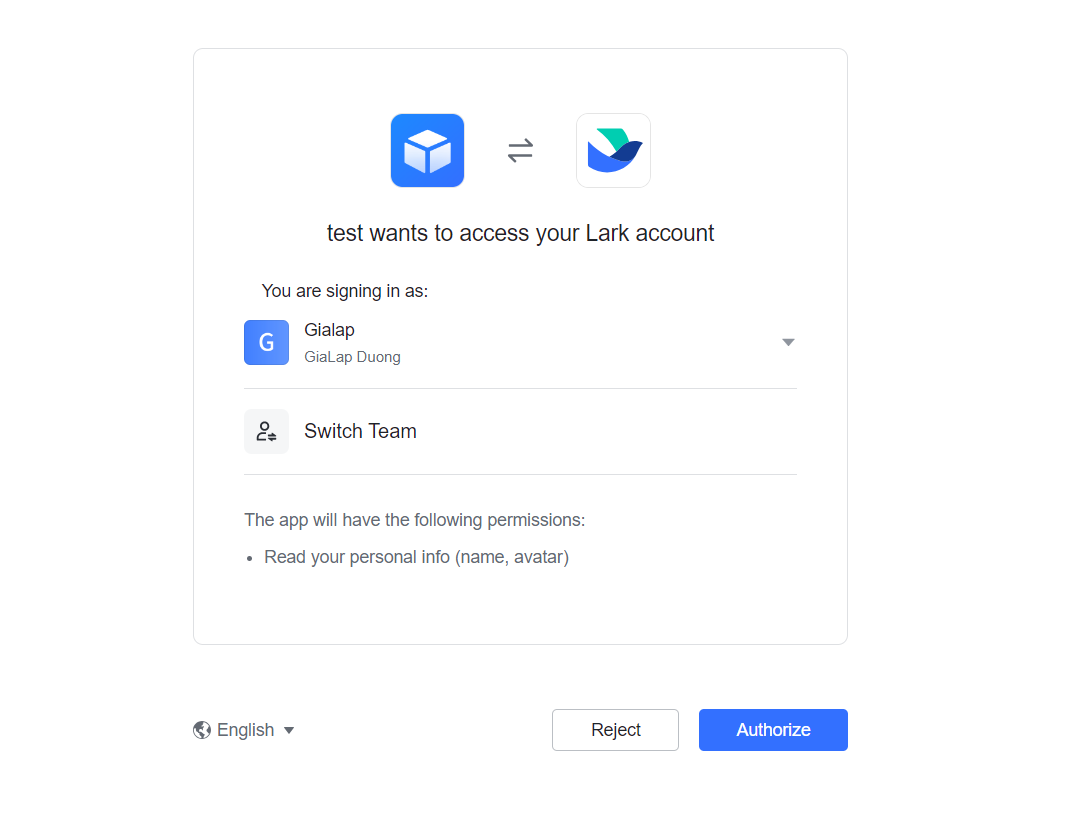 test wants to access your Lark account
You are signing in as:
G
Gialap
GiaLap Duong
Switch Team
The app will have the following permissions:
• Read your personal info (name, avatar)
English
Reject
Authorize